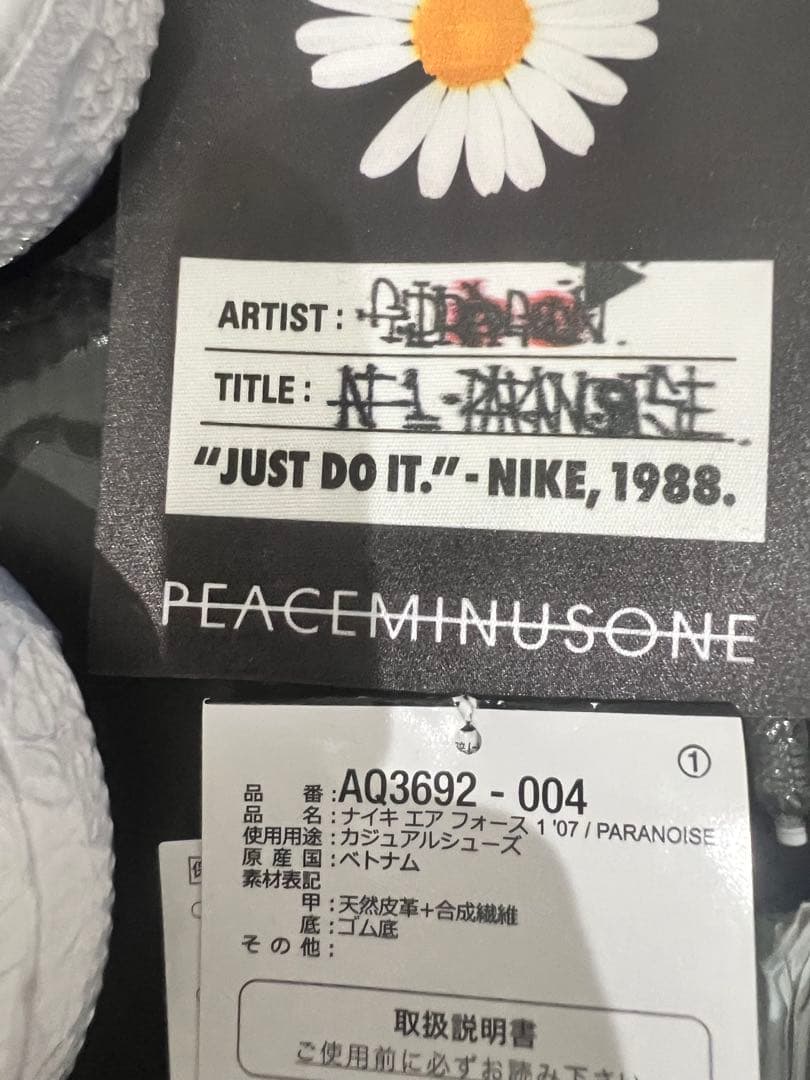 ARTIST : G-DRAGON.
TITLE : AF-1 -PARANOISE.
“JUST DO IT.” - NIKE, 1988.
PEACEMINUSONE
①
品 番 : AQ3692 - 004
品 名 : ナイキ エア フォース 1 '07 / PARANOISE
使用用途 : カジュアルシューズ
原産国 : ベトナム
素材表記
甲 : 天然皮革+合成繊維
底 : ゴム底
その他 :
取扱説明書
ご使用前に必ずお読み下さい